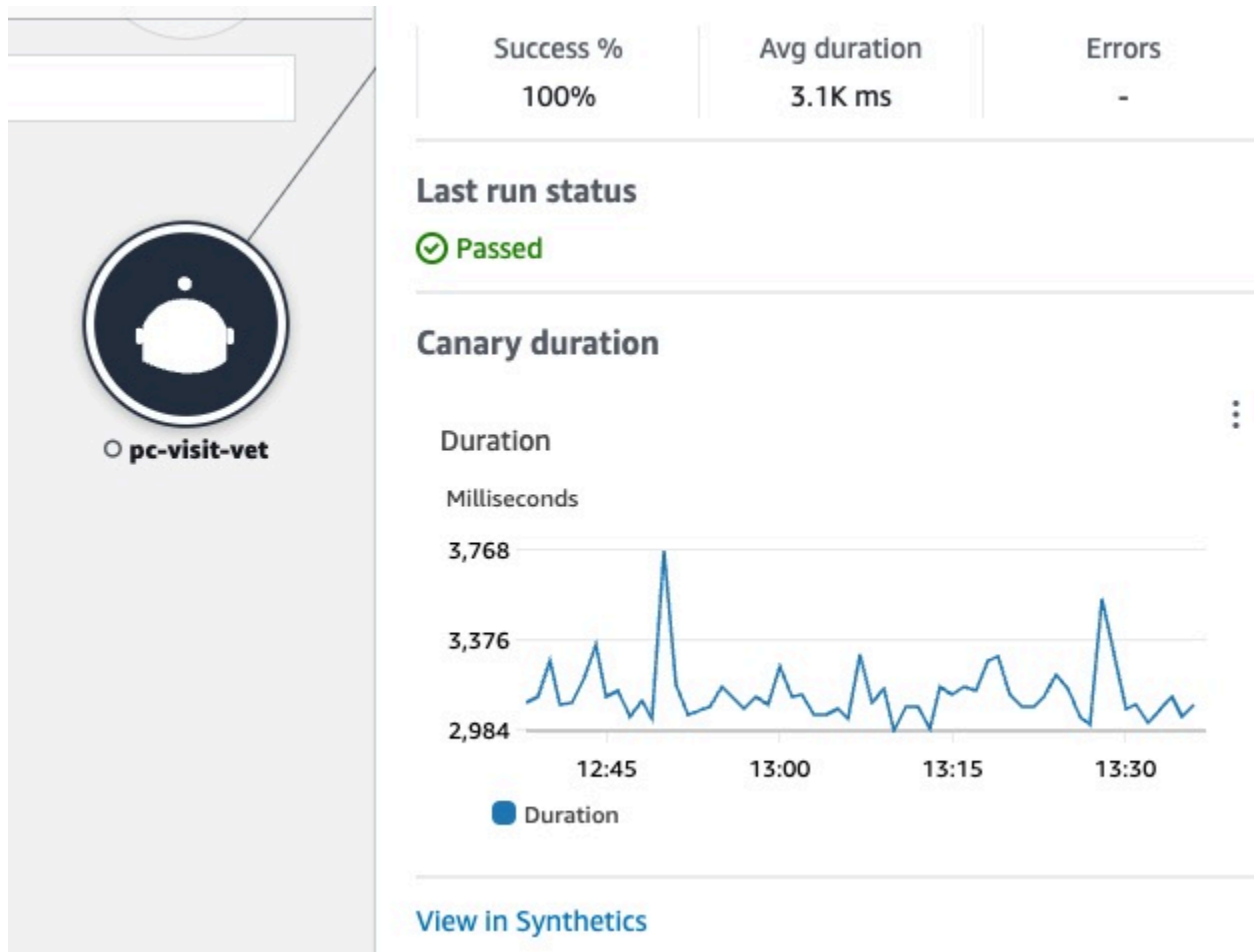 Success %
Avg duration
Errors
100%
3.1K ms
-
Last run status
Passed
pc-visit-vet
Canary duration
Duration
Milliseconds
3,768
3,376
2,984
12:45
13:00
13:15
13:30
Duration
View in Synthetics